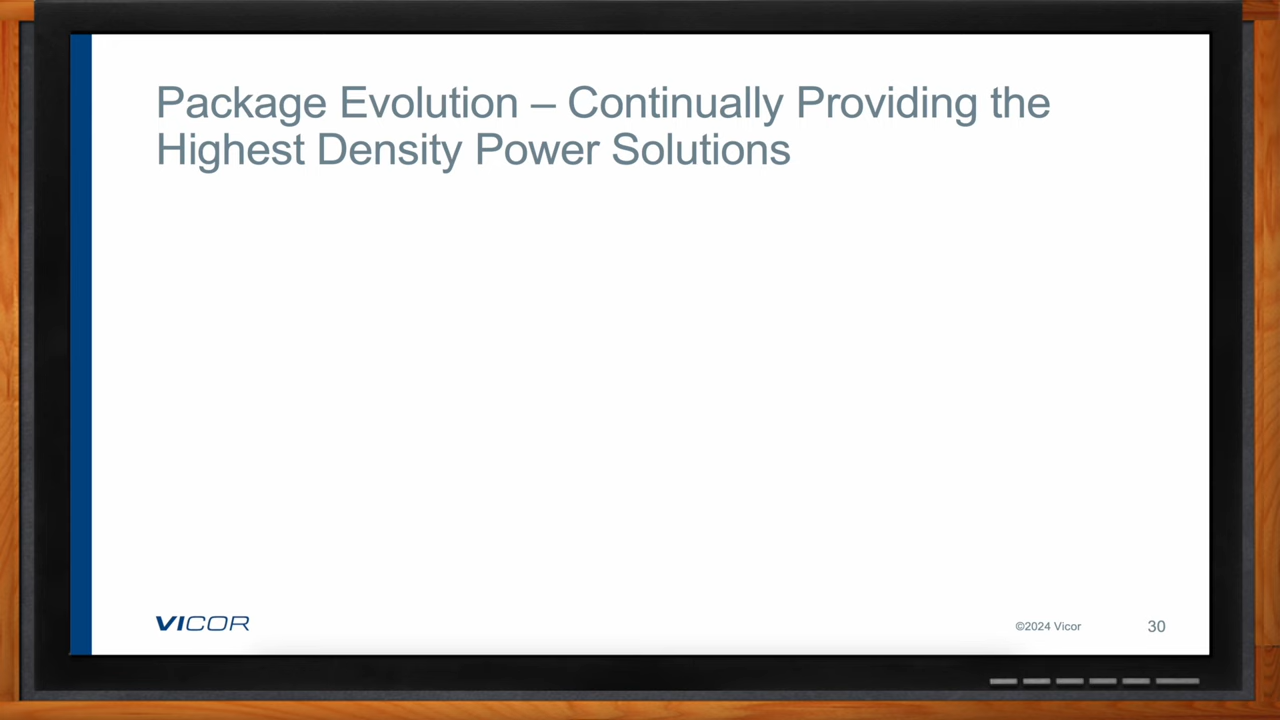 Package Evolution – Continually Providing the
Highest Density Power Solutions
VICOR
©2024 Vicor
30